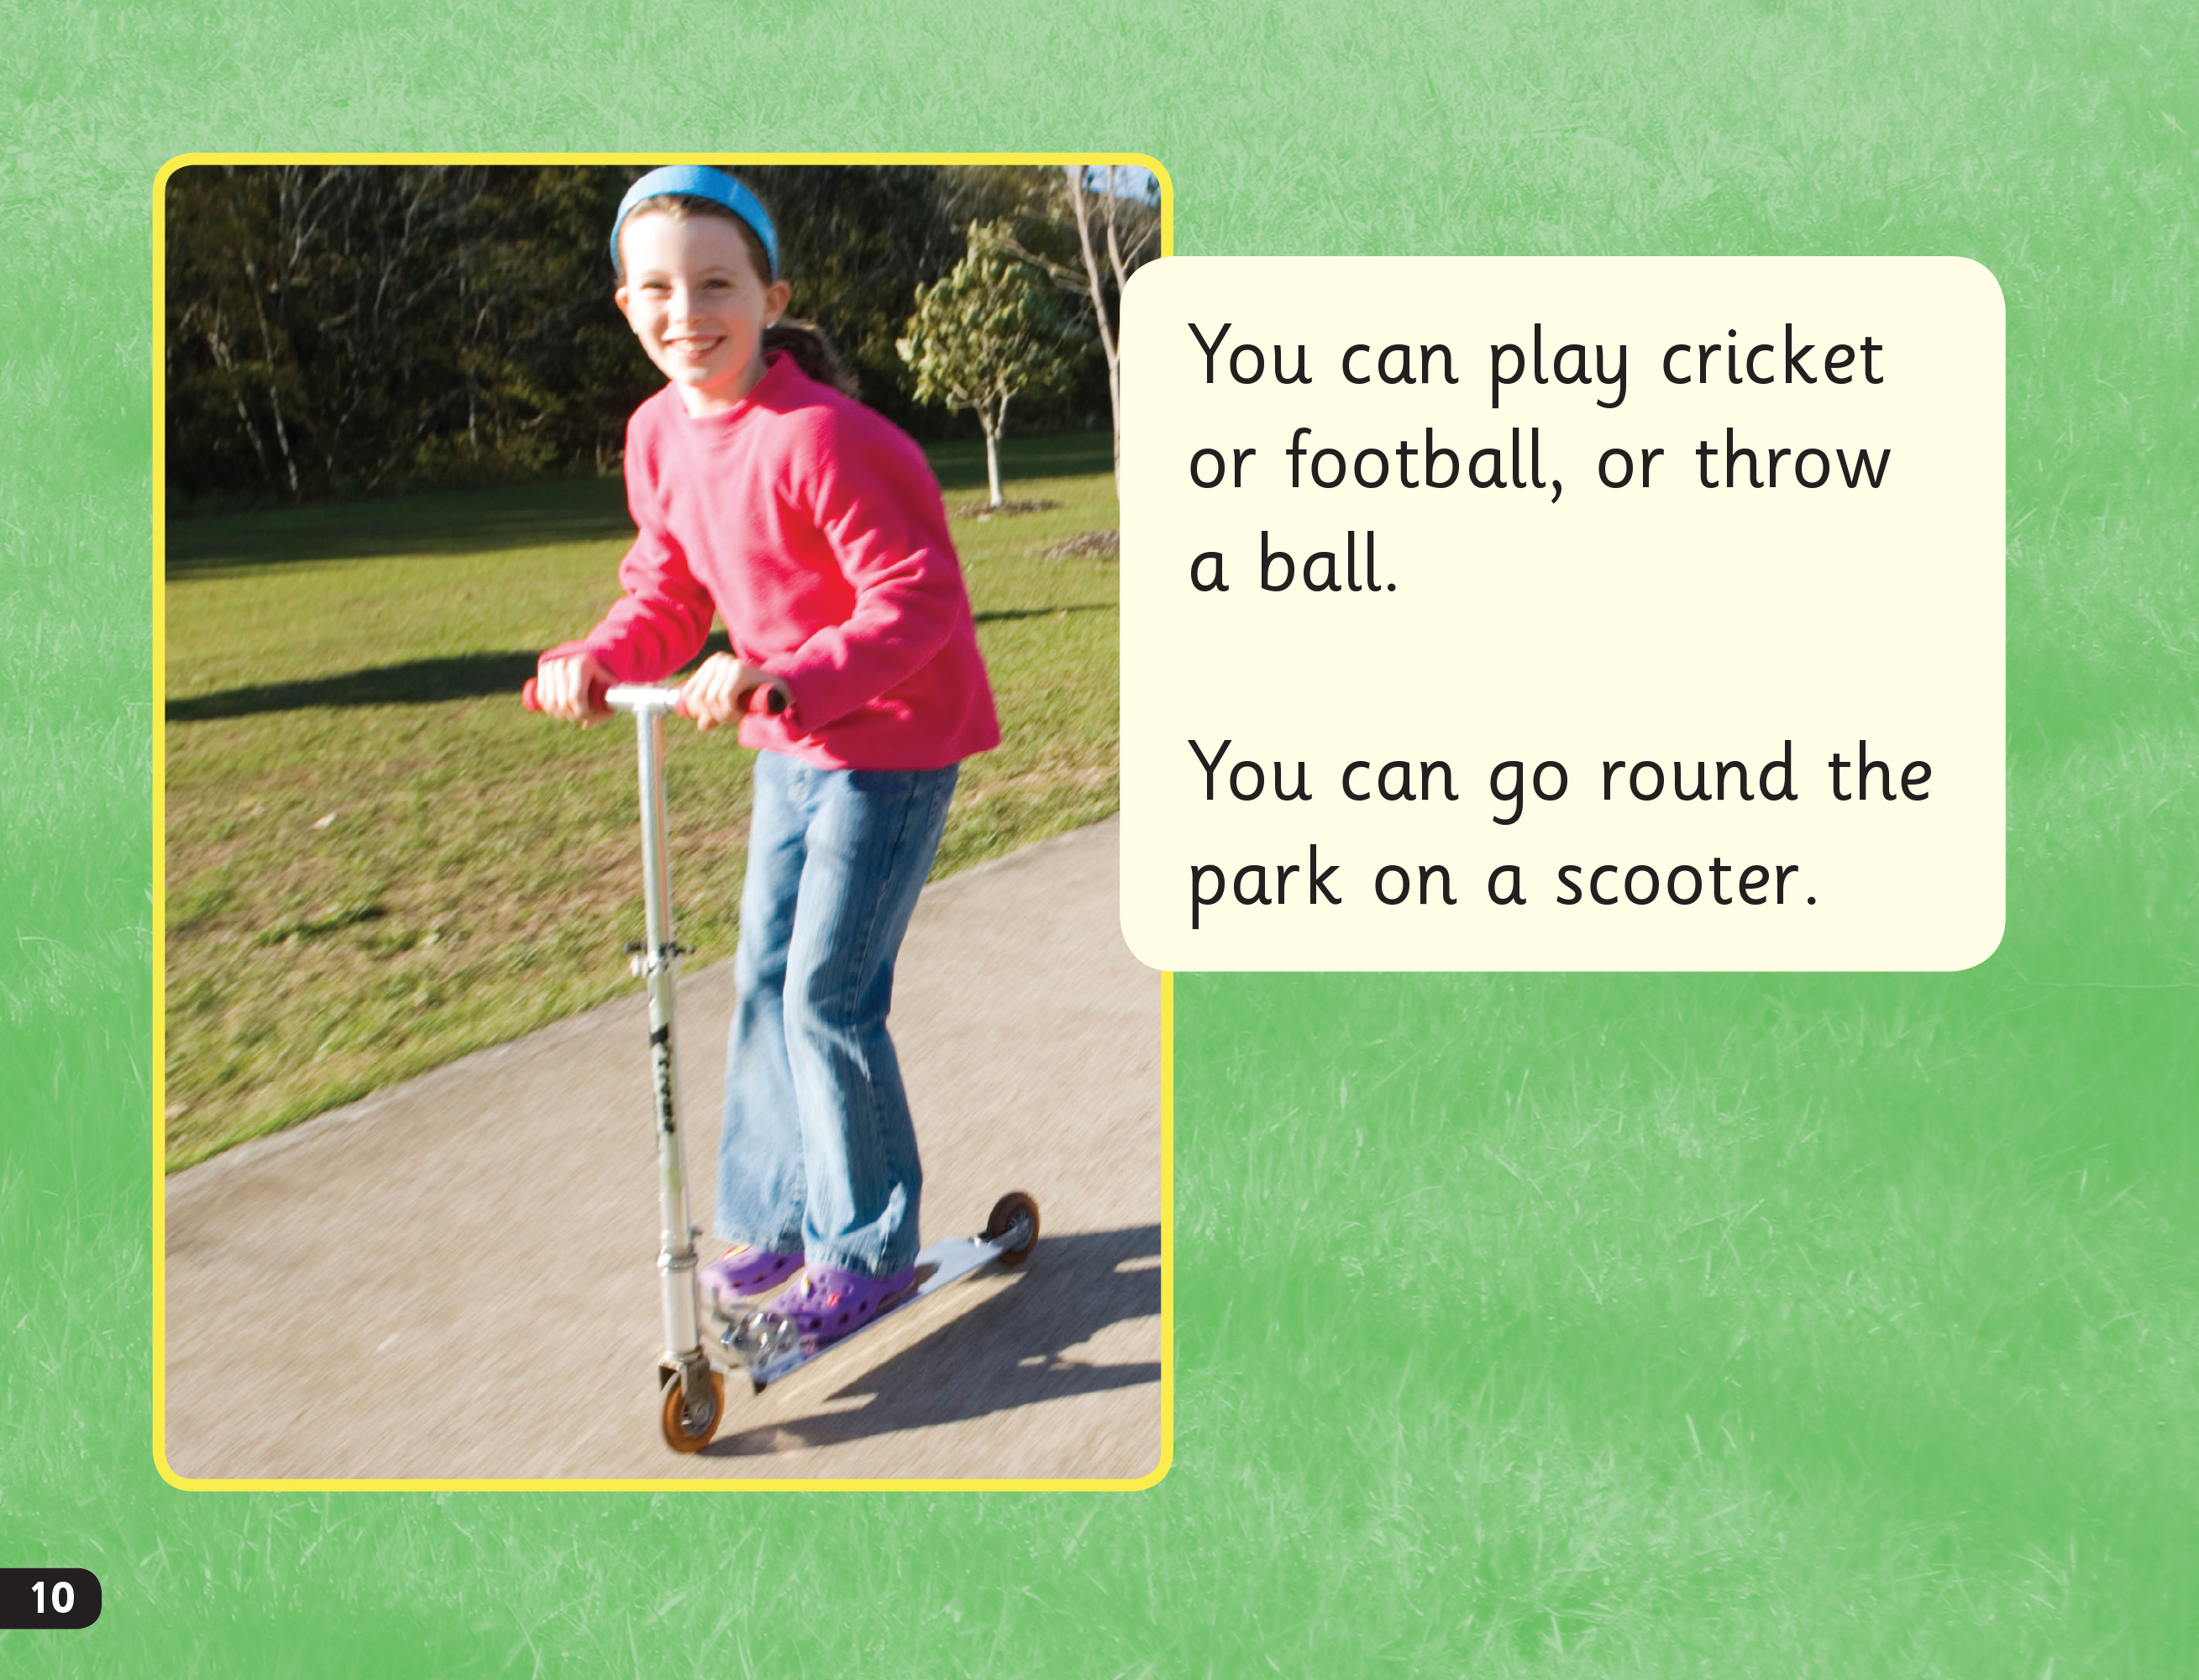 You can play cricket
or football, or throw
a ball.
You can go round the
park on a scooter.
10